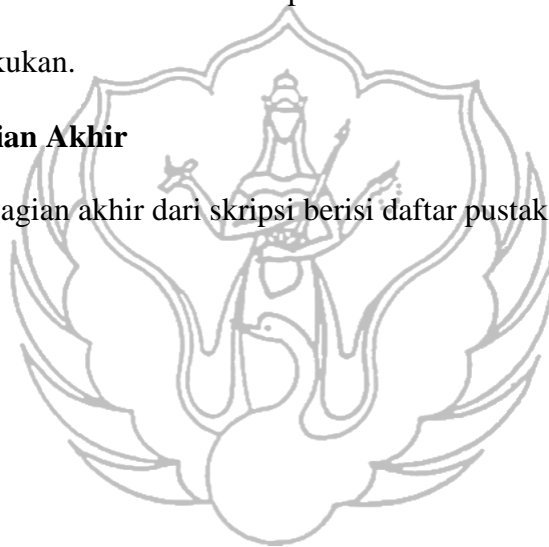 kukan.
ian Akhir
agian akhir dari skripsi berisi daftar pustak